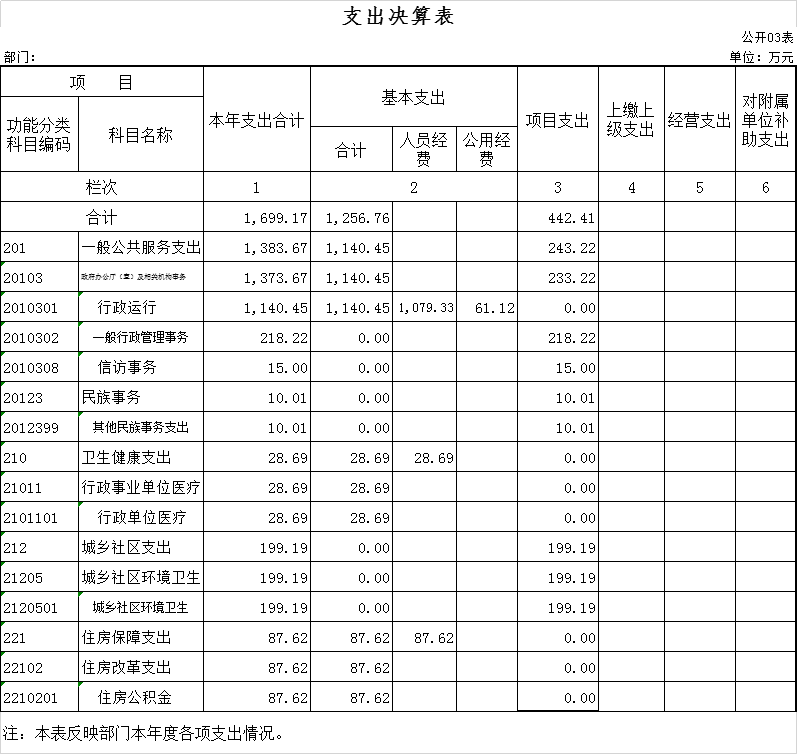 支出决算表
公开03表
部门：
单位：万元
项 目 本年支出合计 基本支出 项目支出 上缴上级支出 经营支出 对附属单位补助支出
功能分类科目编码 科目名称 合计 人员经费 公用经费
栏次 1 2 3 4 5 6
合计 1,699.17 1,256.76 442.41
201 一般公共服务支出 1,383.67 1,140.45 243.22
20103 政府办公厅（室）及相关机构事务 1,373.67 1,140.45 233.22
2010301 行政运行 1,140.45 1,140.45 1,079.33 61.12 0.00
2010302 一般行政管理事务 218.22 0.00 218.22
2010308 信访事务 15.00 0.00 15.00
20123 民族事务 10.01 0.00 10.01
2012399 其他民族事务支出 10.01 0.00 10.01
210 卫生健康支出 28.69 28.69 28.69 0.00
21011 行政事业单位医疗 28.69 28.69 0.00
2101101 行政单位医疗 28.69 28.69 0.00
212 城乡社区支出 199.19 0.00 199.19
21205 城乡社区环境卫生 199.19 0.00 199.19
2120501 城乡社区环境卫生 199.19 0.00 199.19
221 住房保障支出 87.62 87.62 87.62 0.00
22102 住房改革支出 87.62 87.62 0.00
2210201 住房公积金 87.62 87.62 0.00
注：本表反映部门本年度各项支出情况。